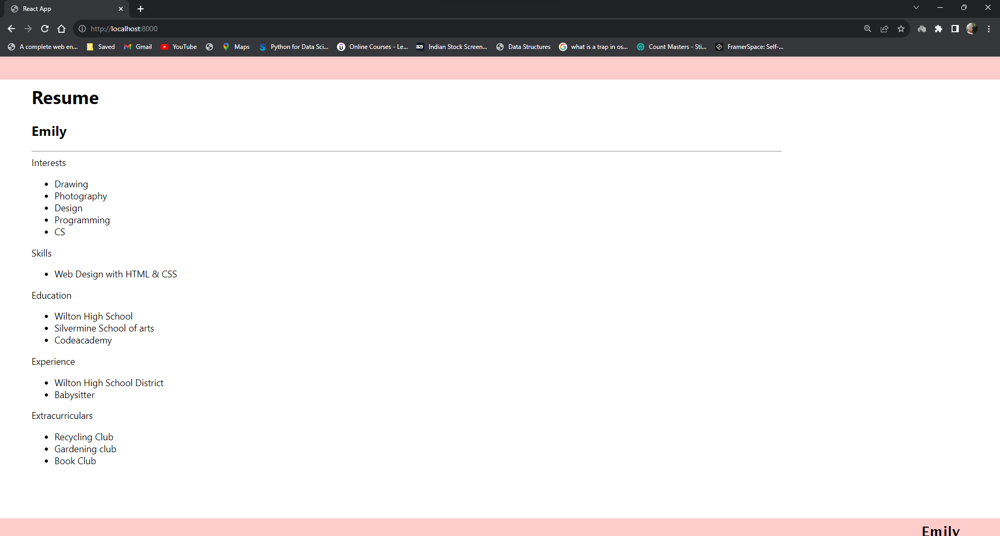 React App
http://localhost:8000
A complete web en... Saved Gmail YouTube Maps Python for Data Sci... Online Courses - Le... Indian Stock Screen... Data Structures what is a trap in os... Count Masters - Sti... FramerSpace: Self-...
Resume
Emily
Interests
Drawing
Photography
Design
Programming
CS
Skills
Web Design with HTML & CSS
Education
Wilton High School
Silvermine School of arts
Codeacademy
Experience
Wilton High School District
Babysitter
Extracurriculars
Recycling Club
Gardening club
Book Club
Emily